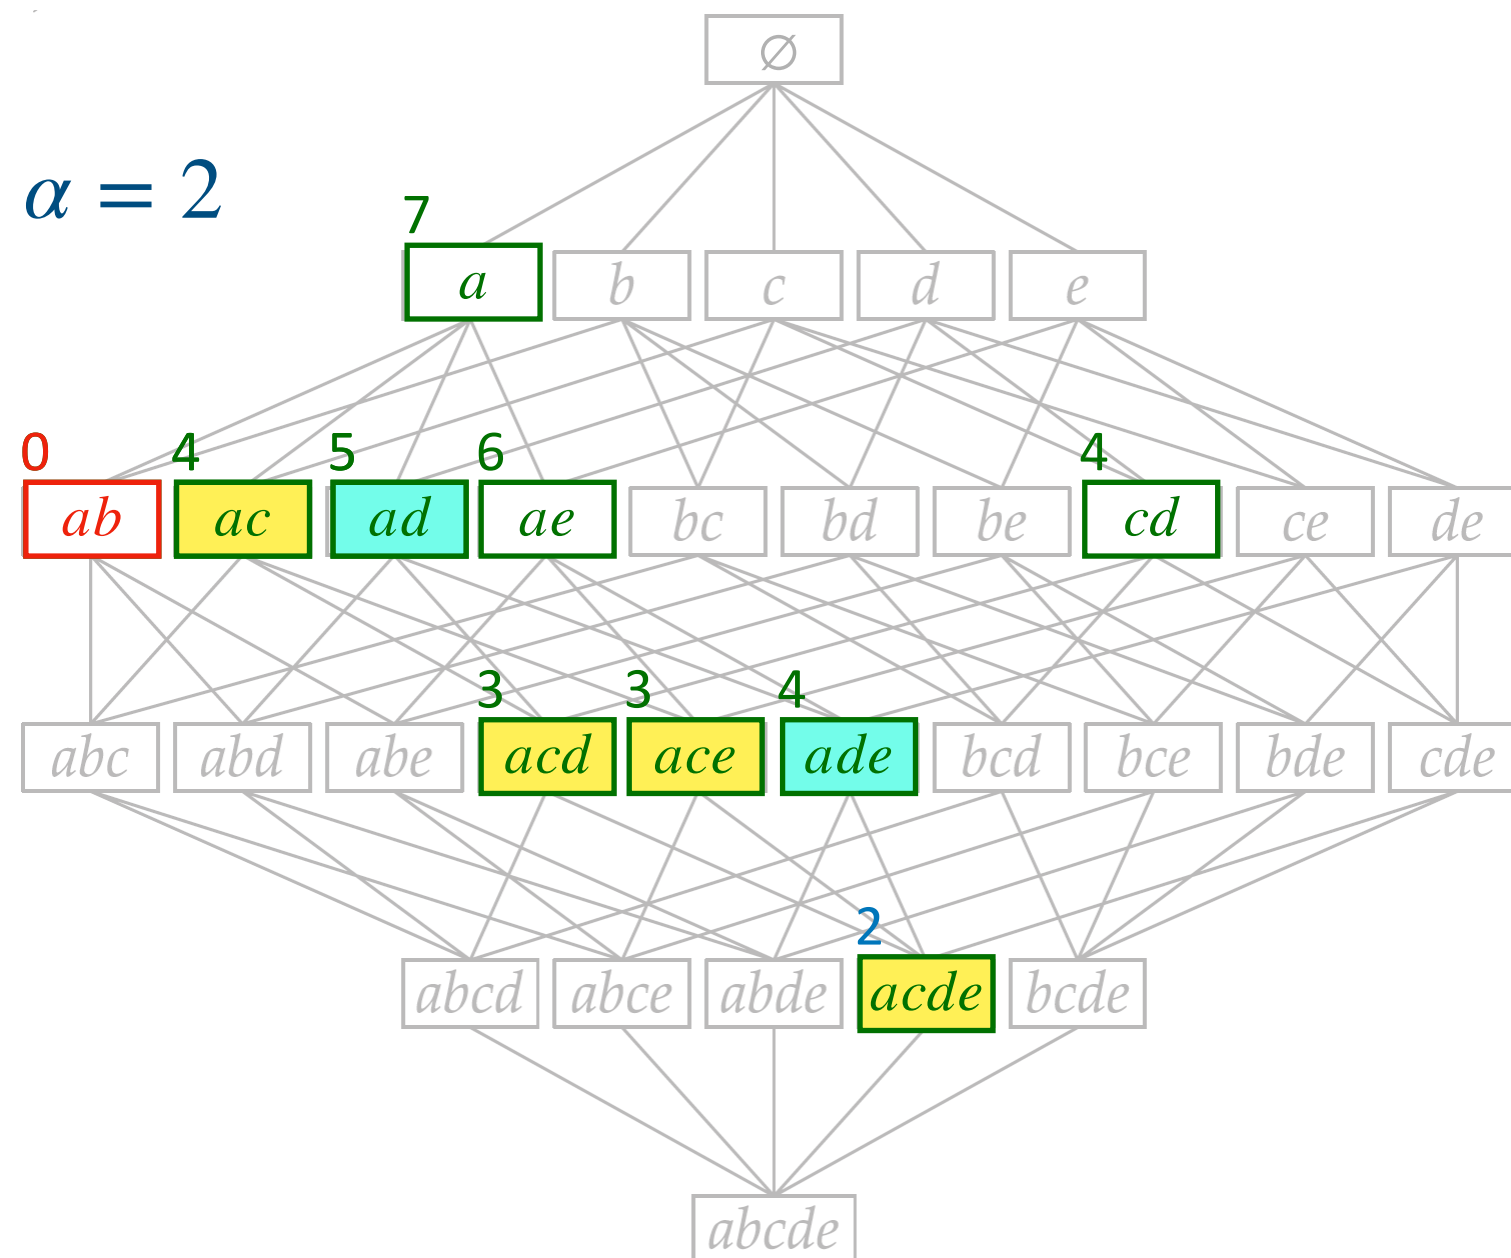 ∅
α = 2
7
a b c d e
0 4 5 6 4
ab ac ad ae bc bd be cd ce de
3 3 4
abc abd abe acd ace ade bcd bce bde cde
2
abcd abce abde acde bcde
abcde